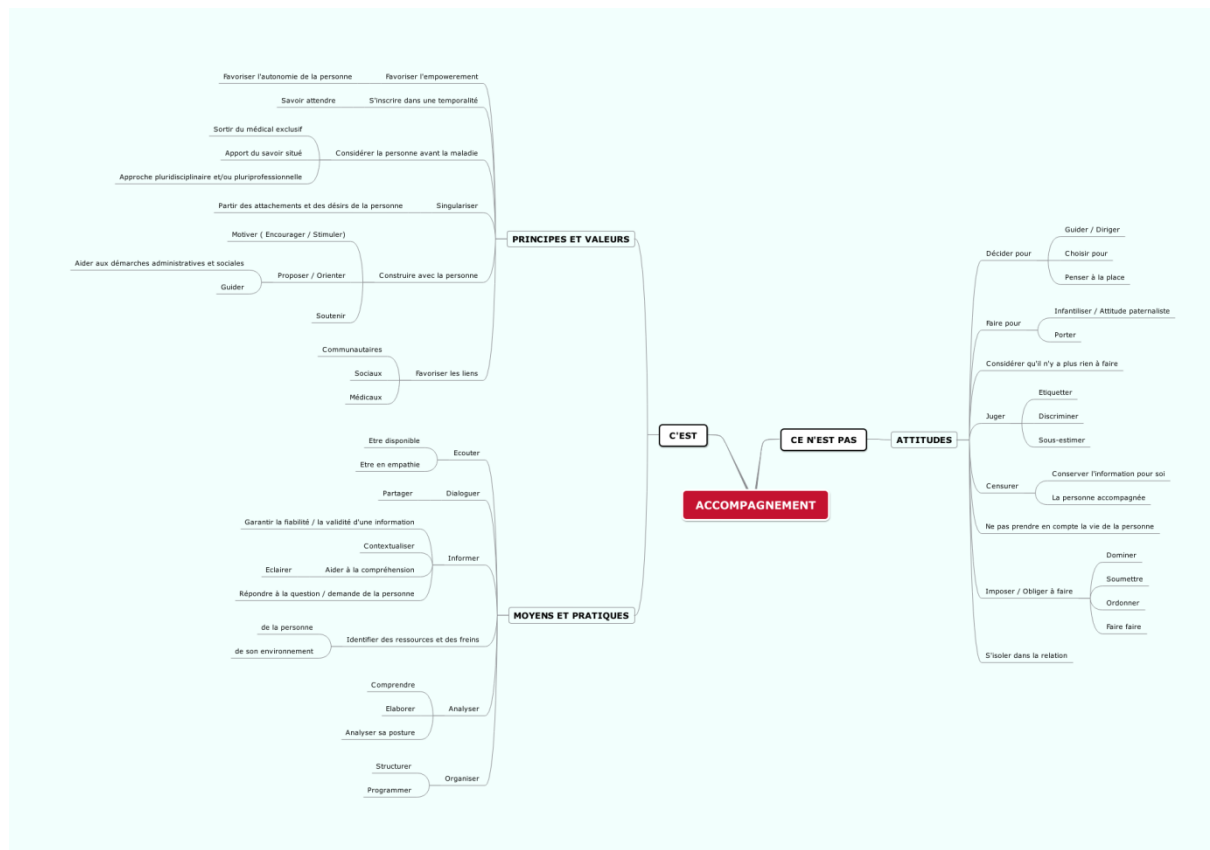 ACCOMPAGNEMENT
C'EST
PRINCIPES ET VALEURS
Favoriser l'empowerement
Favoriser l'autonomie de la personne
S'inscrire dans une temporalité
Savoir attendre
Considérer la personne avant la maladie
Sortir du médical exclusif
Apport du savoir situé
Approche pluridisciplinaire et/ou pluriprofessionnelle
Singulariser
Partir des attachements et des désirs de la personne
Construire avec la personne
Motiver ( Encourager / Stimuler)
Proposer / Orienter
Aider aux démarches administratives et sociales
Guider
Soutenir
Favoriser les liens
Communautaires
Sociaux
Médicaux
MOYENS ET PRATIQUES
Ecouter
Etre disponible
Etre en empathie
Dialoguer
Partager
Informer
Garantir la fiabilité / la validité d'une information
Contextualiser
Aider à la compréhension
Eclairer
Répondre à la question / demande de la personne
Identifier des ressources et des freins
de la personne
de son environnement
Analyser
Comprendre
Elaborer
Analyser sa posture
Organiser
Structurer
Programmer
CE N'EST PAS
ATTITUDES
Décider pour
Guider / Diriger
Choisir pour
Penser à la place
Faire pour
Infantiliser / Attitude paternaliste
Porter
Considérer qu'il n'y a plus rien à faire
Juger
Etiquetter
Discriminer
Sous-estimer
Censurer
Conserver l'information pour soi
La personne accompagnée
Ne pas prendre en compte la vie de la personne
Imposer / Obliger à faire
Dominer
Soumettre
Ordonner
Faire faire
S'isoler dans la relation